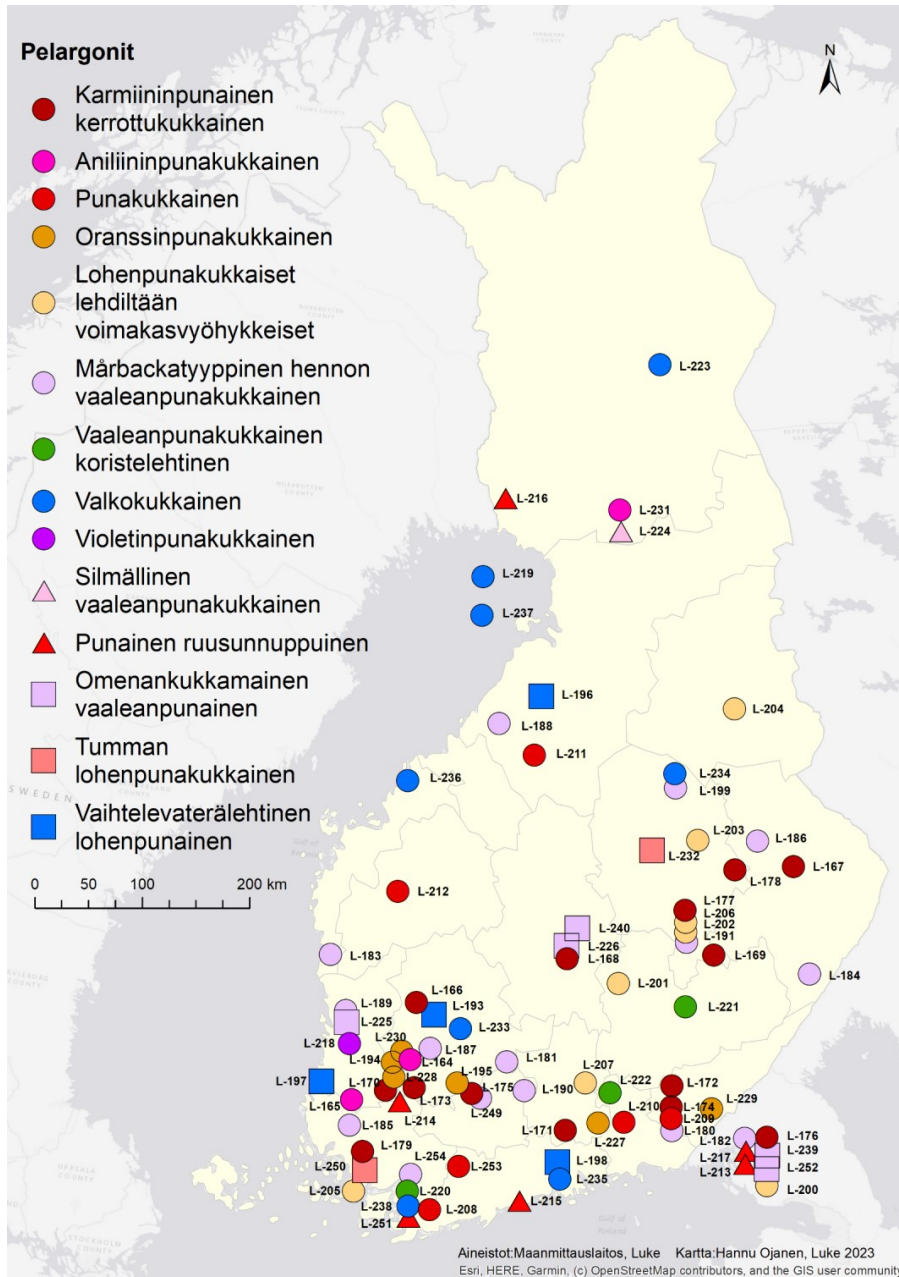 Pelargonit
Karmiininpunainen
kerrottukukkainen
Aniliininpunakukkainen
Punakukkainen
Oranssinpunakukkainen
Lohenpunakukkaiset
lehdiltään
voimakasvyöhykkeiset
Mårbackatyyppinen hennon
vaaleanpunakukkainen
Vaaleanpunakukkainen
koristelehtinen
Valkokukkainen
Violetinpunakukkainen
Silmällinen
vaaleanpunakukkainen
Punainen ruusunnuppuinen
Omenankukkamainen
vaaleanpunainen
Tumman
lohenpunakukkainen
Vaihtelevaterälehtinen
lohenpunainen
0 50 100 200 km
N
L-223
L-216
L-231
L-224
L-219
L-237
L-196
L-188
L-204
L-211
L-236
L-234
L-199
L-203
L-186
L-232
L-167
L-178
L-212
L-177
L-206
L-202
L-191
L-240
L-226
L-168
L-169
L-183
L-184
L-201
L-221
L-166
L-189
L-193
L-225
L-233
L-218
L-230
L-187
L-194
L-164
L-181
L-197
L-170
L-228
L-195
L-207
L-222
L-172
L-165
L-173
L-175
L-190
L-249
L-214
L-210
L-174
L-229
L-209
L-185
L-171
L-227
L-180
L-182
L-176
L-179
L-217
L-239
L-254
L-253
L-198
L-213
L-252
L-250
L-235
L-205
L-220
L-200
L-238
L-208
L-215
L-251
SWEDEN
Aineistot:Maanmittauslaitos, Luke Kartta:Hannu Ojanen, Luke 2023
Esri, HERE, Garmin, (c) OpenStreetMap contributors, and the GIS user community